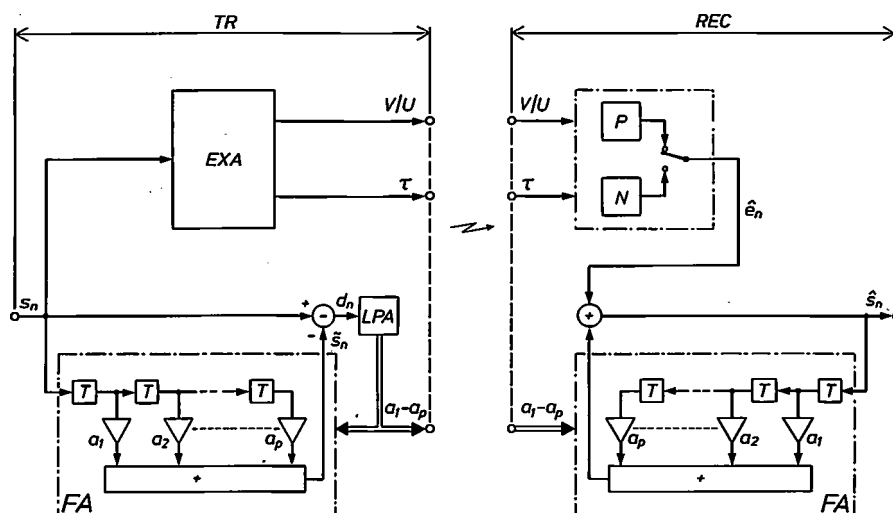 TR
REC
V/U
V/U
P
EXA
τ
τ
N
ê_n
s_n
+
-
d_n
LPA
+
ŝ_n
-
s̃_n
T
T
T
a_1-a_p
a_1-a_p
T
T
T
a_1
a_2
a_p
a_p
a_2
a_1
+
+
FA
FA